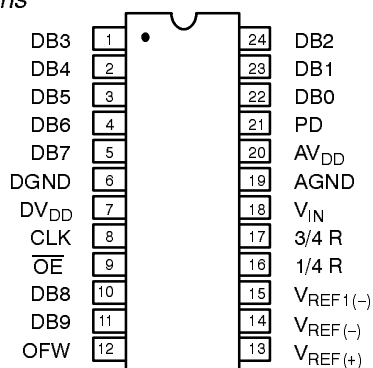 ns
DB3 1 24 DB2
DB4 2 23 DB1
DB5 3 22 DB0
DB6 4 21 PD
DB7 5 20 AVDD
DGND 6 19 AGND
DVDD 7 18 VIN
CLK 8 17 3/4 R
OE 9 16 1/4 R
DB8 10 15 VREF1(–)
DB9 11 14 VREF(–)
OFW 12 13 VREF(+)